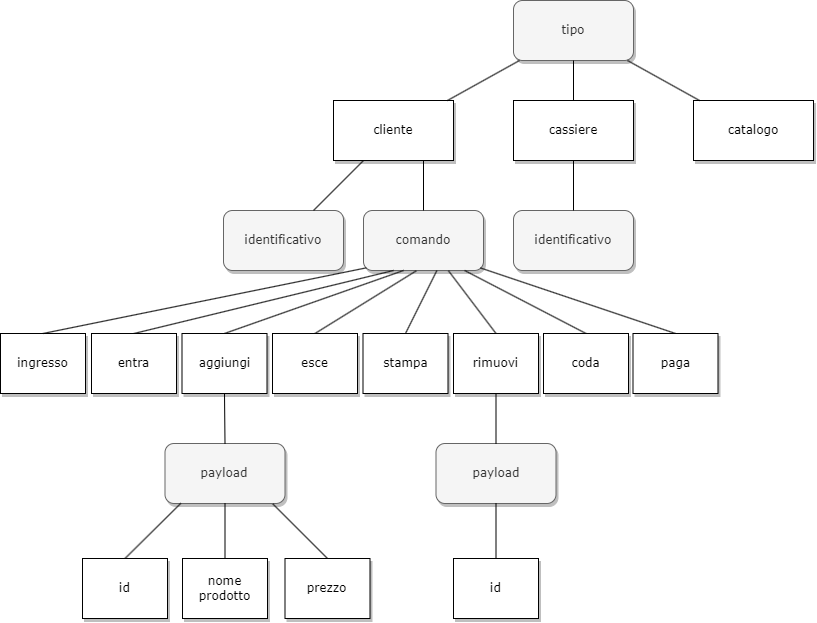 tipo
cliente
cassiere
catalogo
identificativo
comando
identificativo
ingresso
entra
aggiungi
esce
stampa
rimuovi
coda
paga
payload
payload
id
nome
prodotto
prezzo
id